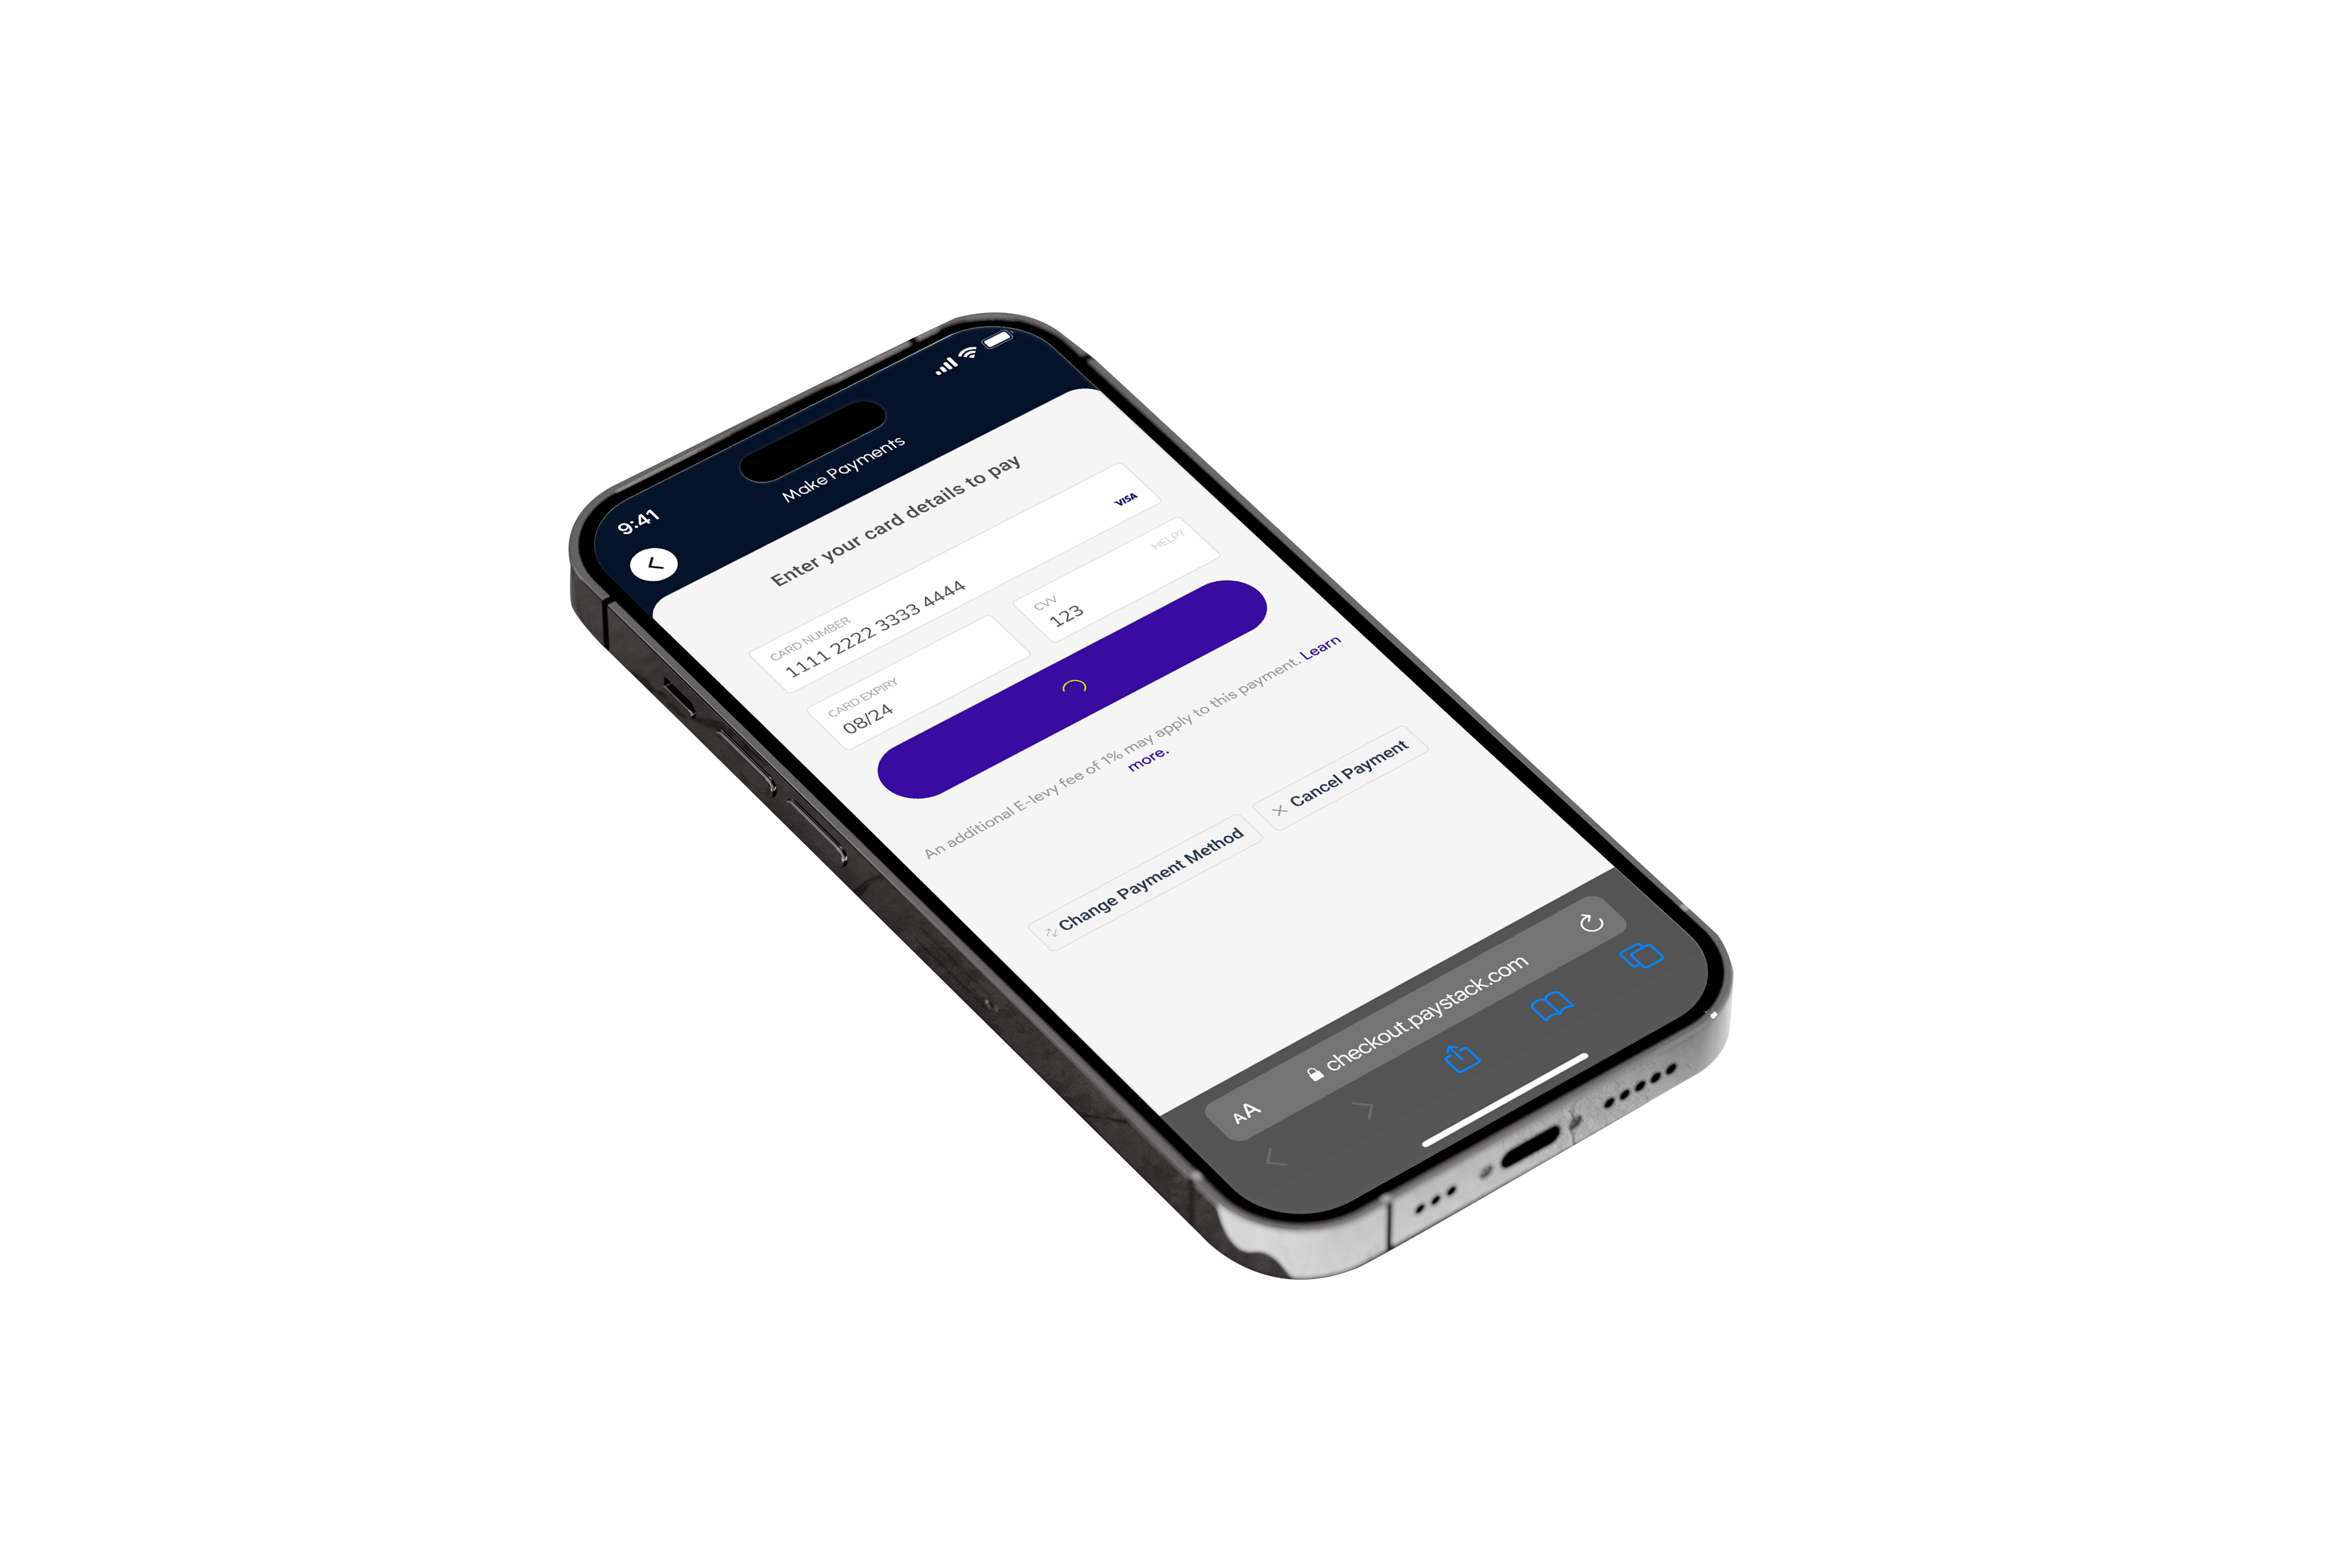 9:41
Make Payments
Enter your card details to pay
CARD NUMBER
1111 2222 3333 4444
VISA
CARD EXPIRY
08/24
CVV
123
HELP?
An additional E-levy fee of 1% may apply to this payment. Learn
more.
Change Payment Method
Cancel Payment
AA
checkout.paystack.com